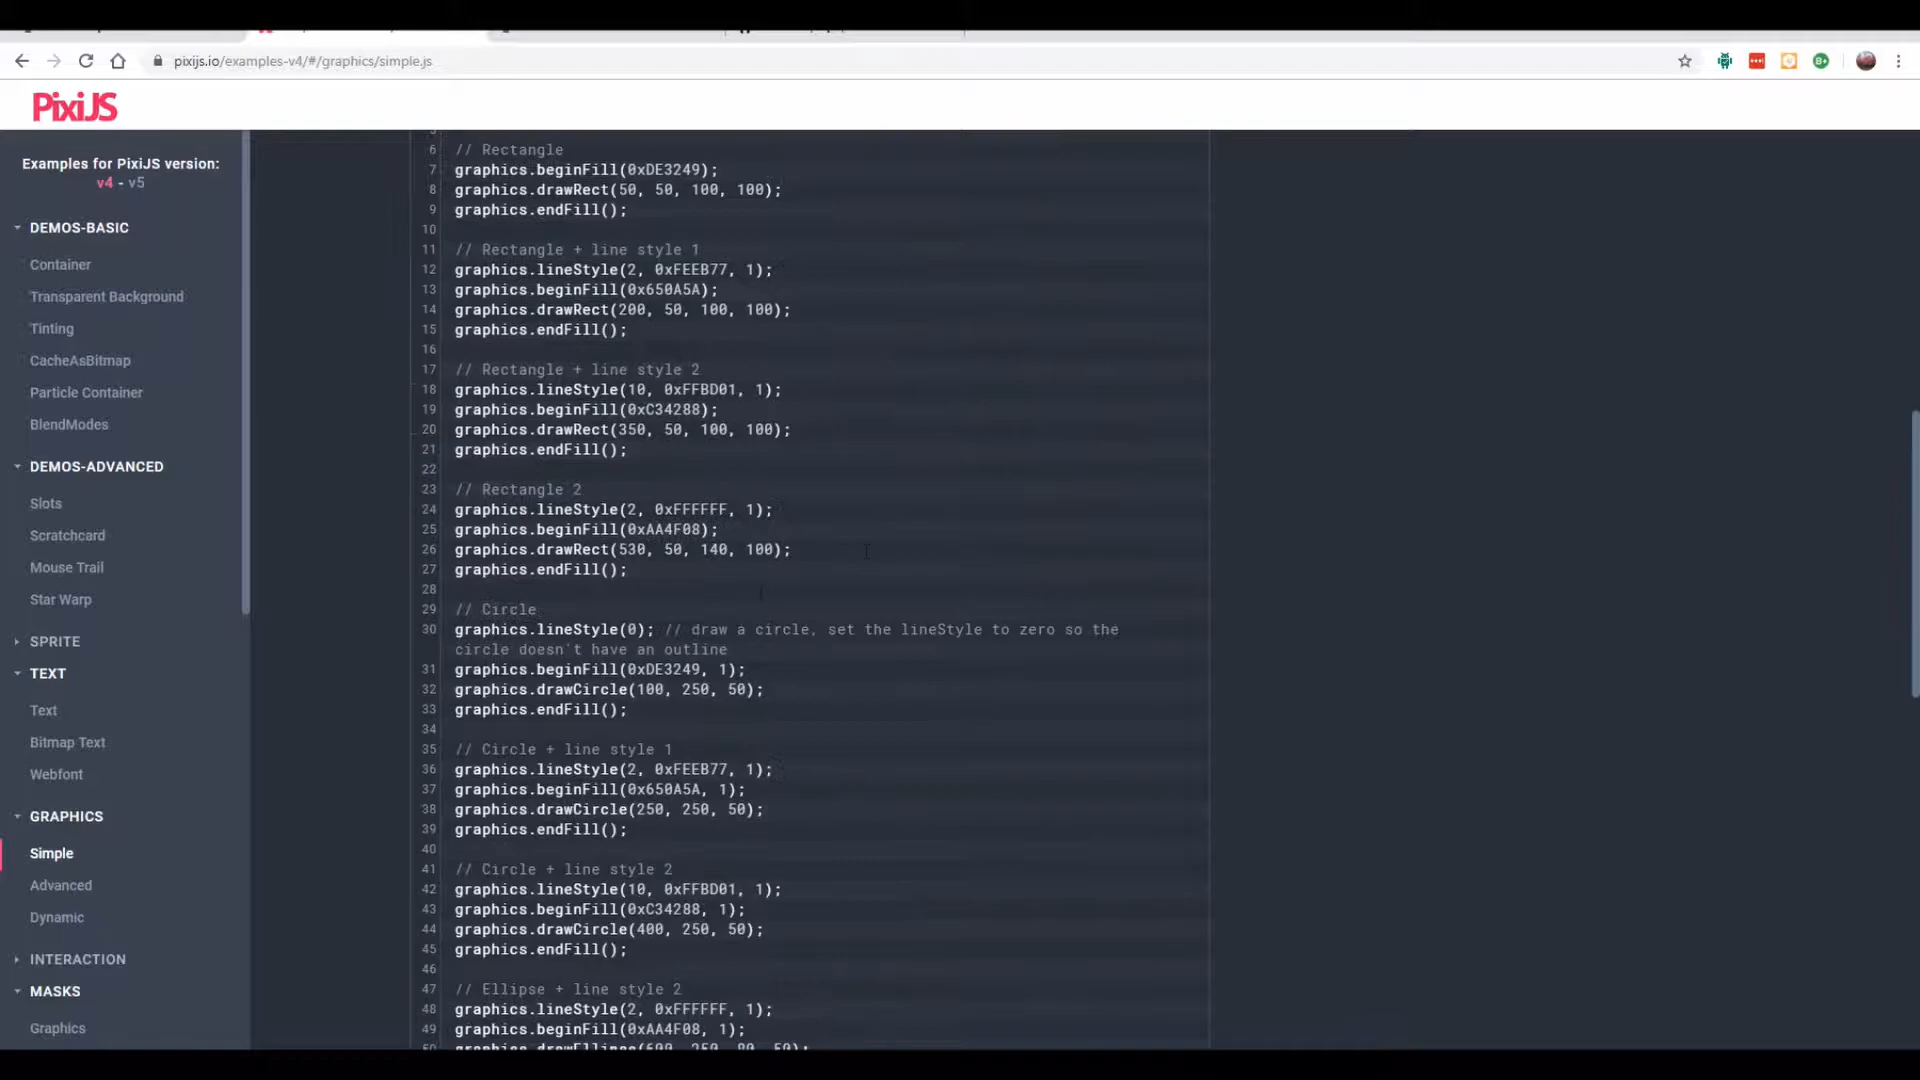 pixijs.io/examples-v4/#/graphics/simple.js
PixiJS
Examples for PixiJS version:
v4 - v5
DEMOS-BASIC
Container
Transparent Background
Tinting
CacheAsBitmap
Particle Container
BlendModes
DEMOS-ADVANCED
Slots
Scratchcard
Mouse Trail
Star Warp
SPRITE
TEXT
Text
Bitmap Text
Webfont
GRAPHICS
Simple
Advanced
Dynamic
INTERACTION
MASKS
Graphics
6 // Rectangle
7 graphics.beginFill(0xDE3249);
8 graphics.drawRect(50, 50, 100, 100);
9 graphics.endFill();
10
11 // Rectangle + line style 1
12 graphics.lineStyle(2, 0xFEEB77, 1);
13 graphics.beginFill(0x650A5A);
14 graphics.drawRect(200, 50, 100, 100);
15 graphics.endFill();
16
17 // Rectangle + line style 2
18 graphics.lineStyle(10, 0xFFBD01, 1);
19 graphics.beginFill(0xC34288);
20 graphics.drawRect(350, 50, 100, 100);
21 graphics.endFill();
22
23 // Rectangle 2
24 graphics.lineStyle(2, 0xFFFFFF, 1);
25 graphics.beginFill(0xAA4F08);
26 graphics.drawRect(530, 50, 140, 100);
27 graphics.endFill();
28
29 // Circle
30 graphics.lineStyle(0); // draw a circle, set the lineStyle to zero so the
circle doesn't have an outline
31 graphics.beginFill(0xDE3249, 1);
32 graphics.drawCircle(100, 250, 50);
33 graphics.endFill();
34
35 // Circle + line style 1
36 graphics.lineStyle(2, 0xFEEB77, 1);
37 graphics.beginFill(0x650A5A, 1);
38 graphics.drawCircle(250, 250, 50);
39 graphics.endFill();
40
41 // Circle + line style 2
42 graphics.lineStyle(10, 0xFFBD01, 1);
43 graphics.beginFill(0xC34288, 1);
44 graphics.drawCircle(400, 250, 50);
45 graphics.endFill();
46
47 // Ellipse + line style 2
48 graphics.lineStyle(2, 0xFFFFFF, 1);
49 graphics.beginFill(0xAA4F08, 1);
50 graphics.drawEllipse(600, 250, 80, 50);